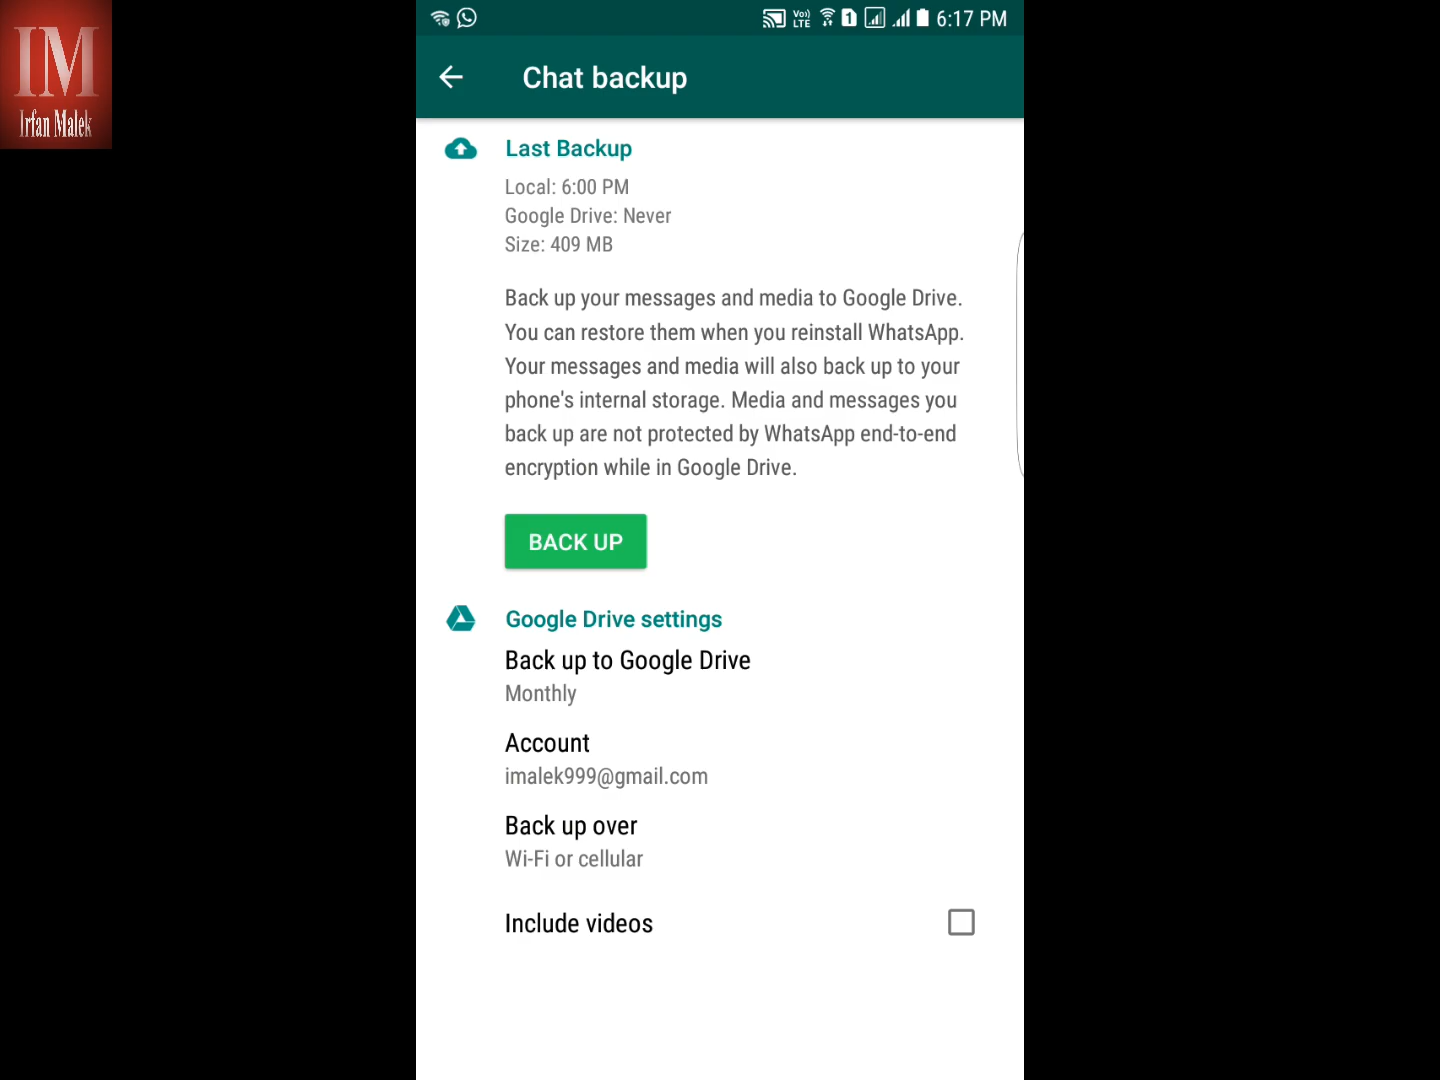 IM
Irfan Malek
Vo)) LTE 1 6:17 PM
Chat backup
Last Backup
Local: 6:00 PM
Google Drive: Never
Size: 409 MB
Back up your messages and media to Google Drive.
You can restore them when you reinstall WhatsApp.
Your messages and media will also back up to your
phone's internal storage. Media and messages you
back up are not protected by WhatsApp end-to-end
encryption while in Google Drive.
BACK UP
Google Drive settings
Back up to Google Drive
Monthly
Account
imalek999@gmail.com
Back up over
Wi-Fi or cellular
Include videos